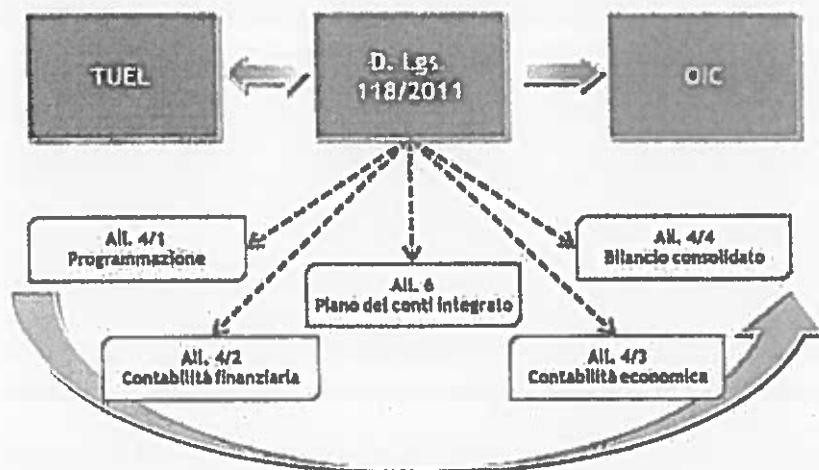 TUEL
D. Lgs.
118/2011
OIC
All. 4/1
Programmazione
All. 4/4
Bilancio consolidato
All. 6
Piano dei conti integrato
All. 4/2
Contabilità finanziaria
All. 4/3
Contabilità economica